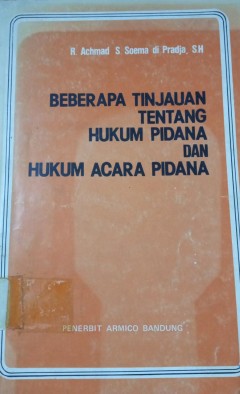 R. Achmad S. Soema di Pradja, S.H
BEBERAPA TINJAUAN
TENTANG
HUKUM PIDANA
DAN
HUKUM ACARA PIDANA
PENERBIT ARMICO BANDUNG